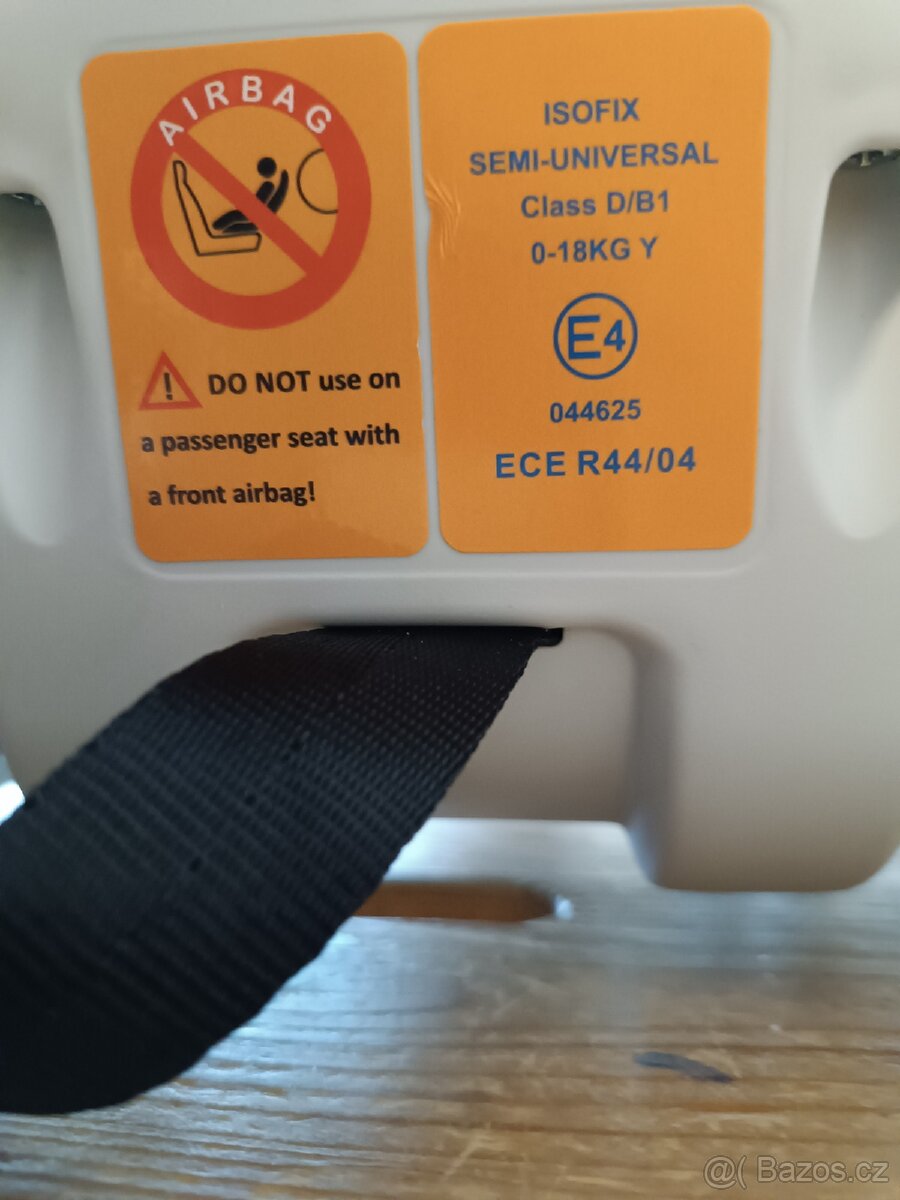 AIRBAG
DO NOT use on
a passenger seat with
a front airbag!
ISOFIX
SEMI-UNIVERSAL
Class D/B1
0-18KG Y
E4
044625
ECE R44/04
@( Bazos.cz